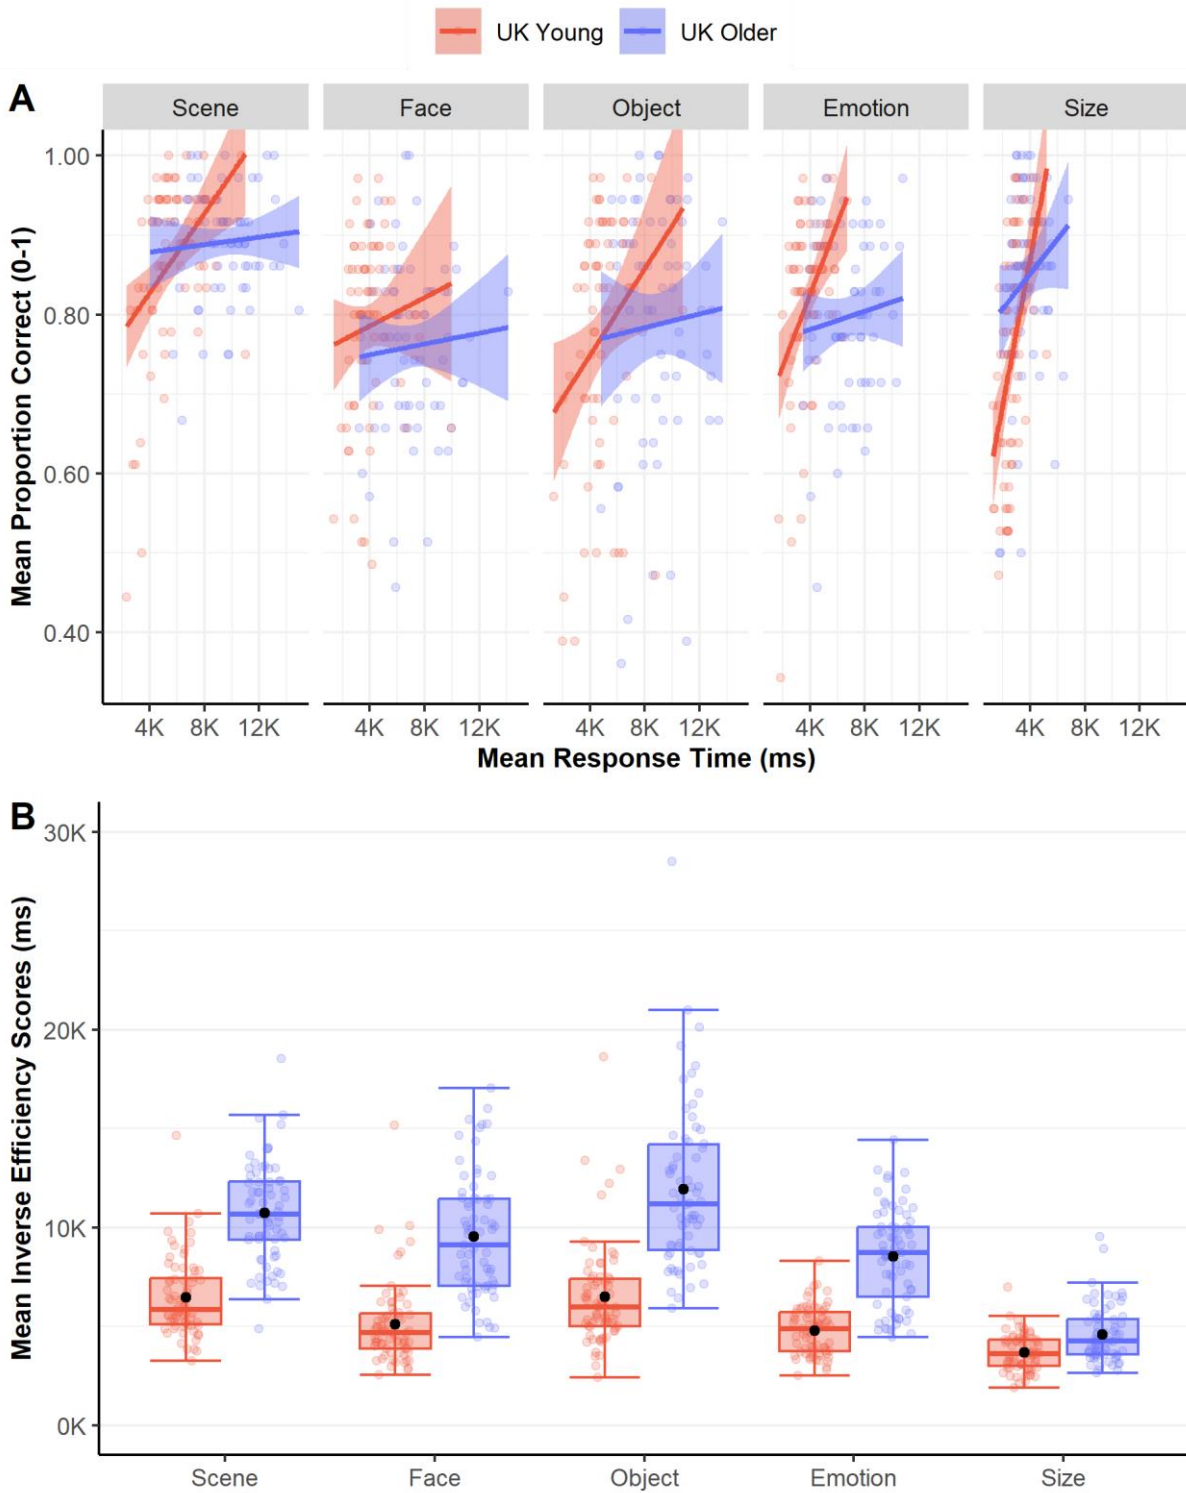 UK Young UK Older
A
Scene Face Object Emotion Size
Mean Proportion Correct (0-1)
1.00
0.80
0.60
0.40
4K 8K 12K 4K 8K 12K 4K 8K 12K 4K 8K 12K 4K 8K 12K
Mean Response Time (ms)
B
Mean Inverse Efficiency Scores (ms)
30K
20K
10K
0K
Scene Face Object Emotion Size